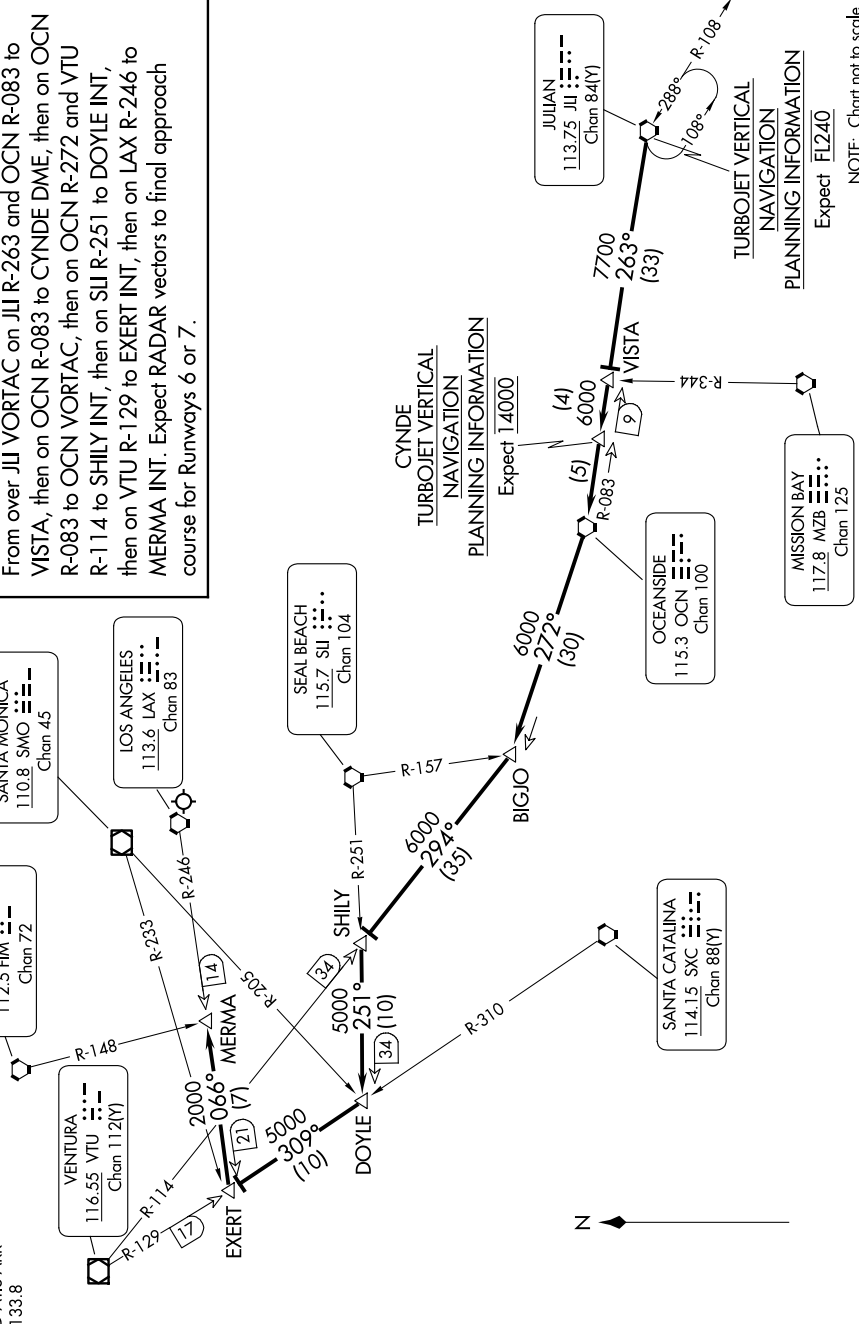 From over JLI VORTAC on JLI R-263 and OCN R-083 to
VISTA, then on OCN R-083 to CYNDE DME, then on OCN
R-083 to OCN VORTAC, then on OCN R-272 and VTU
R-114 to SHILY INT, then on SLI R-251 to DOYLE INT,
then on VTU R-129 to EXERT INT, then on LAX R-246 to
MERMA INT. Expect RADAR vectors to final approach
course for Runways 6 or 7.
133.8
112.5 FIM
Chan 72
SANTA MONICA
110.8 SMO
Chan 45
LOS ANGELES
113.6 LAX
Chan 83
VENTURA
116.55 VTU
Chan 112(Y)
SEAL BEACH
115.7 SLI
Chan 104
JULIAN
113.75 JLI
Chan 84(Y)
OCEANSIDE
115.3 OCN
Chan 100
MISSION BAY
117.8 MZB
Chan 125
SANTA CATALINA
114.15 SXC
Chan 88(Y)
CYNDE
TURBOJET VERTICAL
NAVIGATION
PLANNING INFORMATION
Expect 14000
TURBOJET VERTICAL
NAVIGATION
PLANNING INFORMATION
Expect FL240
NOTE: Chart not to scale
R-148
R-233
R-246
14
R-205
R-114
R-129
17
EXERT
21
2000
066°
(7)
MERMA
5000
309°
(10)
DOYLE
34
5000
251°
(10)
SHILY
34
R-251
R-157
R-310
6000
294°
(35)
BIGJO
6000
272°
(30)
R-083
(5)
(4)
6000
9
VISTA
R-344
7700
263°
(33)
288°
108°
R-108
N